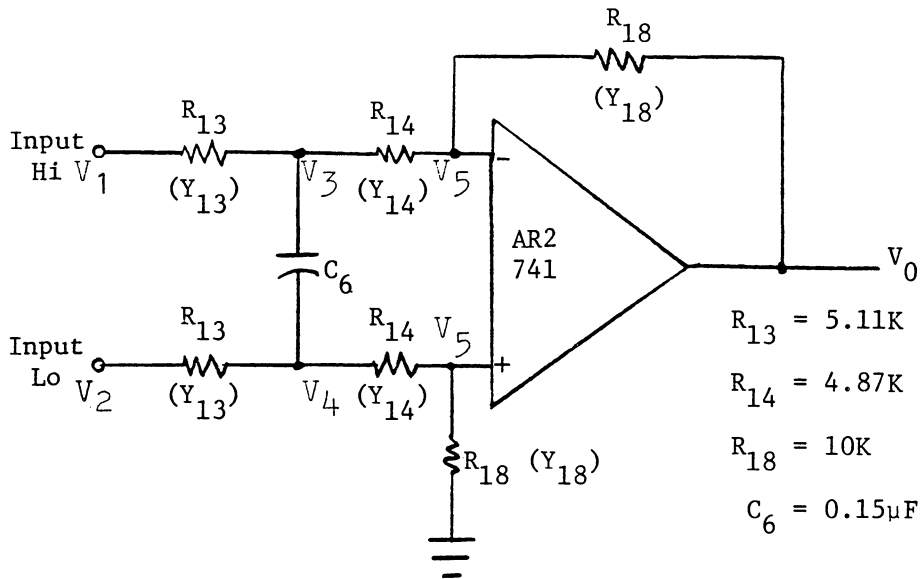 R18
(Y18)
R13
R14
Input
Hi V1
V3
V5
-
(Y13)
(Y14)
AR2
741
C6
V0
R13
R14
V5
R13 = 5.11K
Input
Lo
V2
+
(Y13)
V4
(Y14)
R14 = 4.87K
R18 (Y18)
R18 = 10K
C6 = 0.15µF